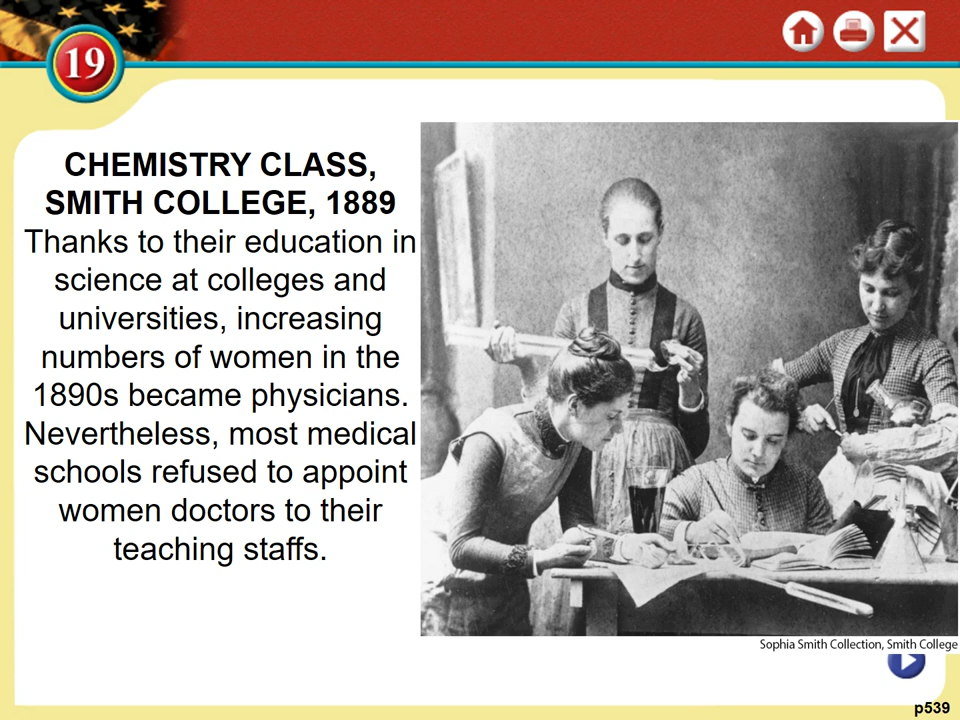 19
CHEMISTRY CLASS,
SMITH COLLEGE, 1889
Thanks to their education in
science at colleges and
universities, increasing
numbers of women in the
1890s became physicians.
Nevertheless, most medical
schools refused to appoint
women doctors to their
teaching staffs.
Sophia Smith Collection, Smith College
p539